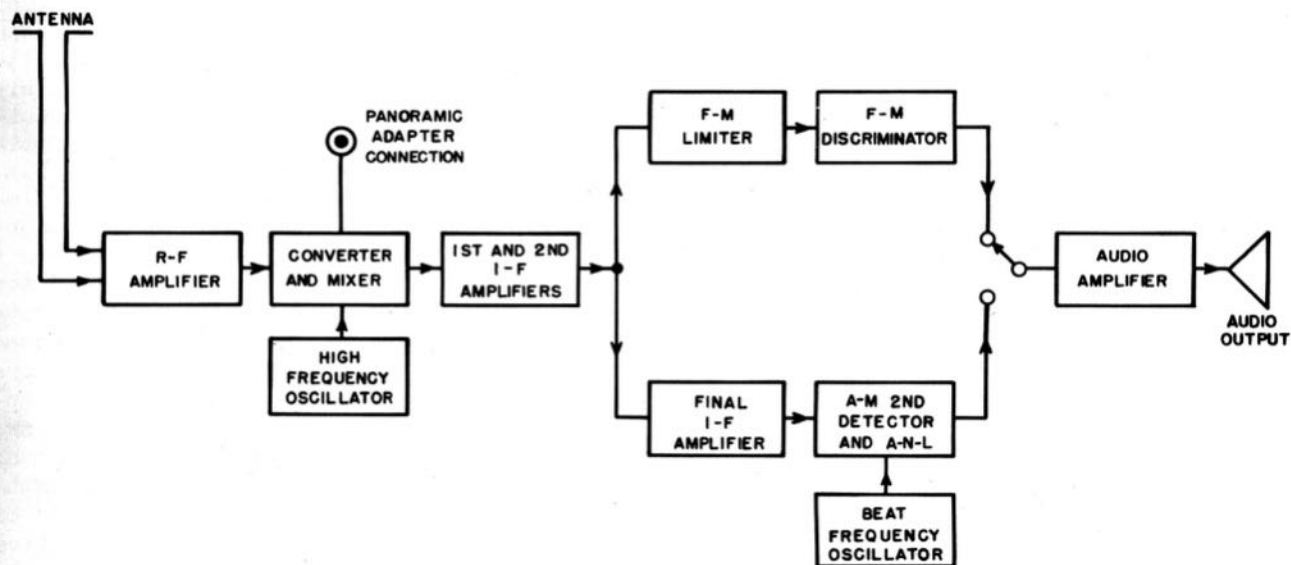 ANTENNA
PANORAMIC
ADAPTER
CONNECTION
R-F
AMPLIFIER
CONVERTER
AND MIXER
HIGH
FREQUENCY
OSCILLATOR
1ST AND 2ND
I-F
AMPLIFIERS
F-M
LIMITER
F-M
DISCRIMINATOR
FINAL
I-F
AMPLIFIER
A-M 2ND
DETECTOR
AND A-N-L
BEAT
FREQUENCY
OSCILLATOR
AUDIO
AMPLIFIER
AUDIO
OUTPUT